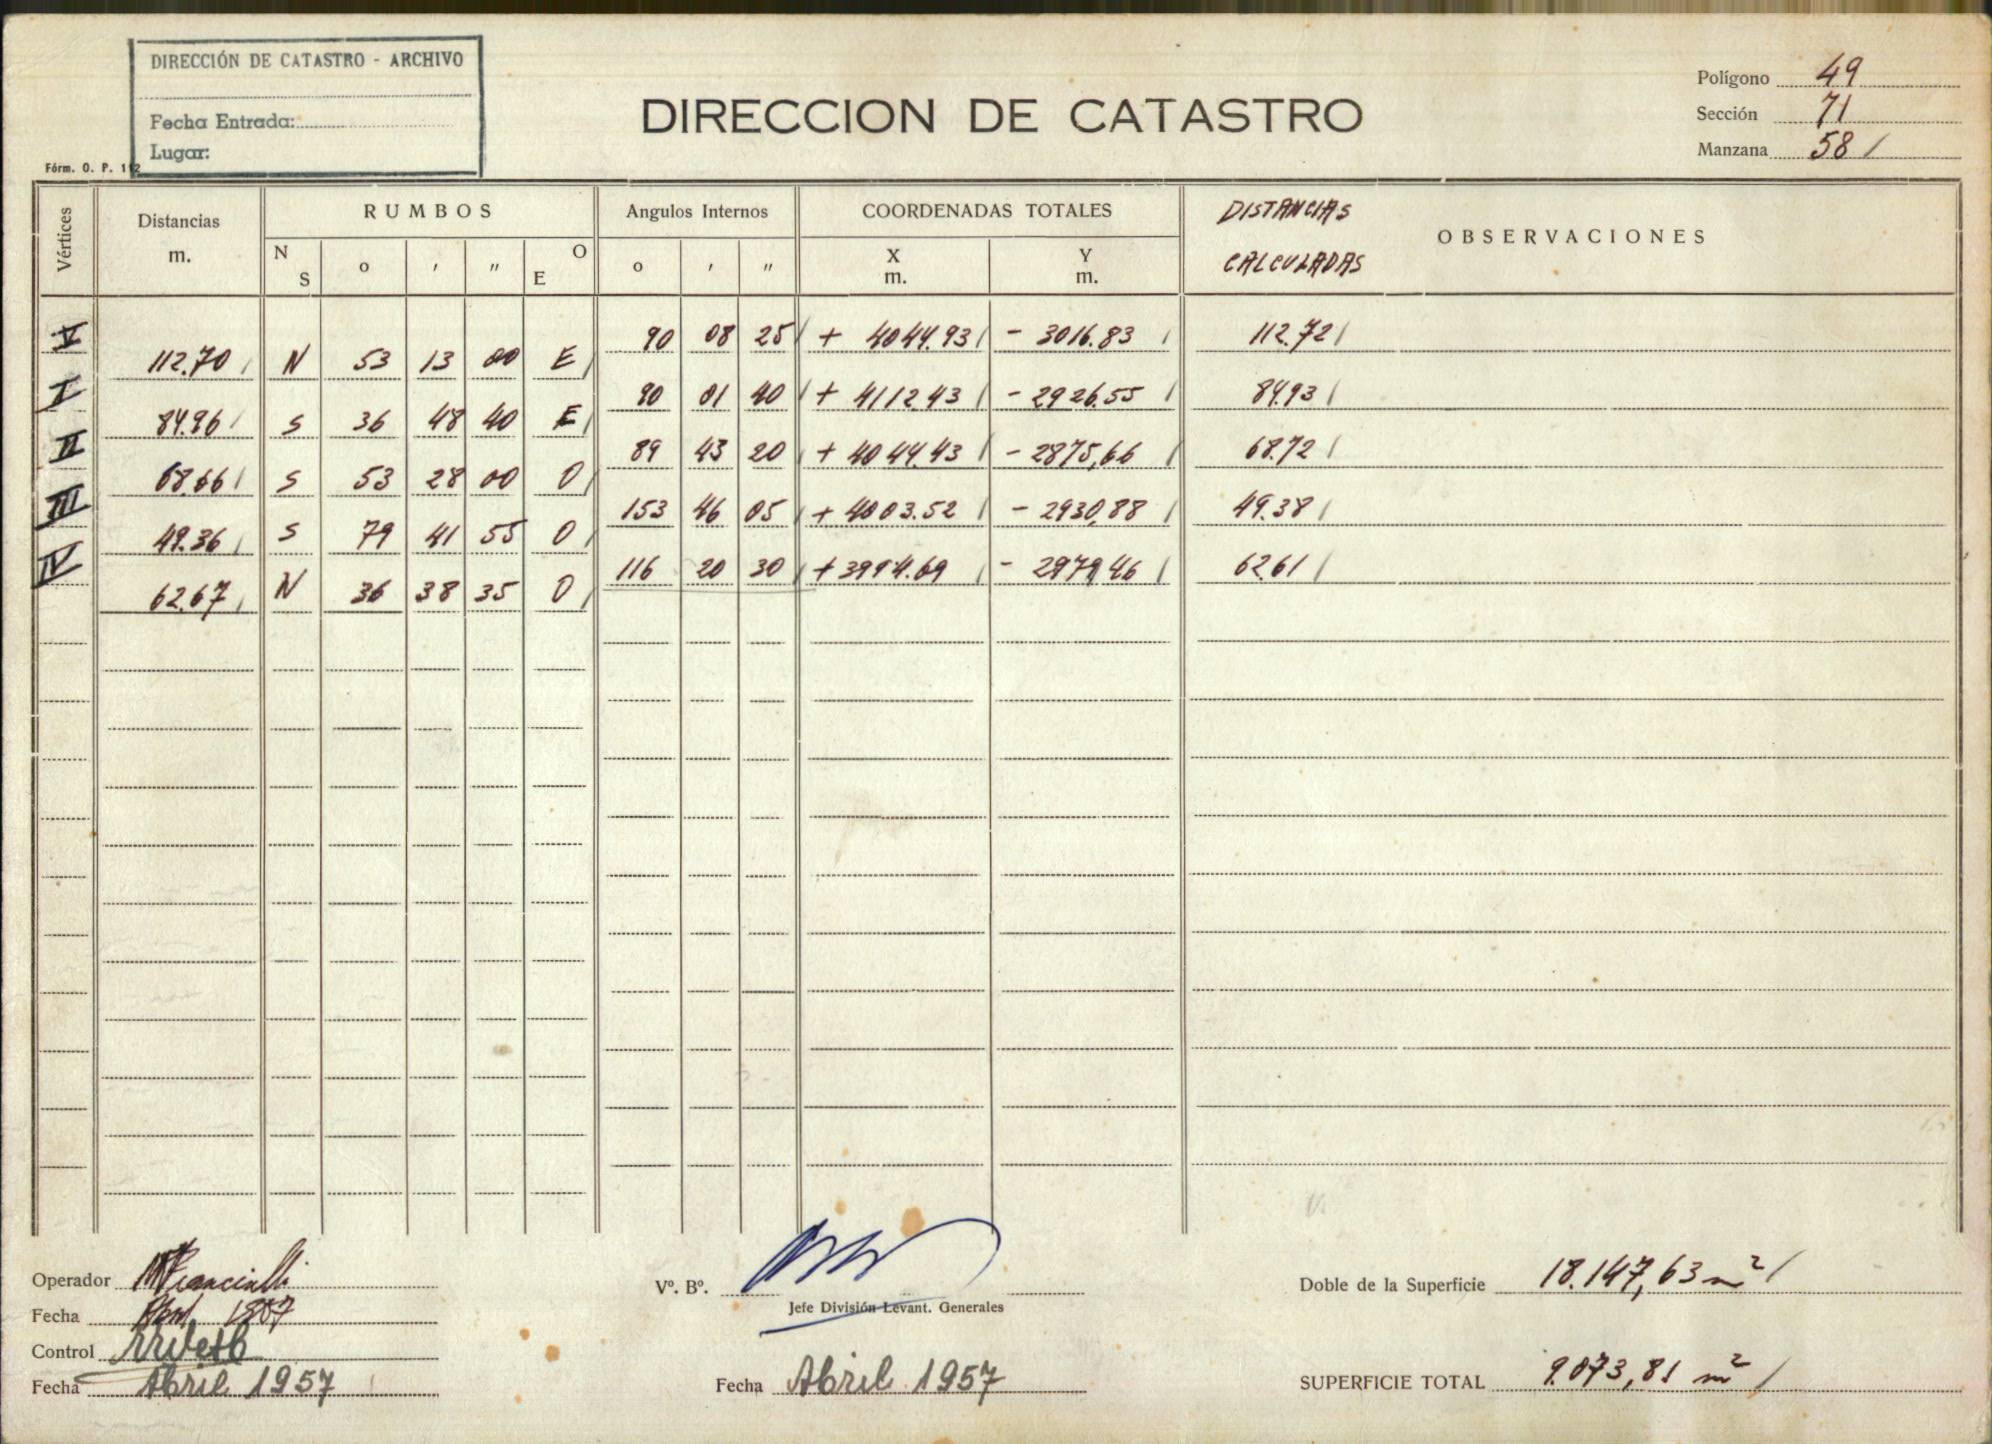 DIRECCIÓN DE CATASTRO - ARCHIVO
Fecha Entrada:
Lugar:
Fórm. O. P. 112
DIRECCION DE CATASTRO
Polígono 49
Sección 71
Manzana 58
Vértices
Distancias m.
RUMBOS
N S o ' " E O
Angulos Internos
o ' "
COORDENADAS TOTALES
X m. Y m.
DISTANCIAS CALCULADAS
OBSERVACIONES
V 90 08 25 + 4044.93 - 3016.83 112.72
112.70 N 53 13 00 E
I 90 01 40 + 4112.43 - 2926.55 84.93
84.96 S 36 48 40 E
II 89 43 20 + 4044.43 - 2875,66 68.72
68.66 S 53 28 00 O
III 153 46 05 + 4003.52 - 2930,88 49.38
49.36 S 79 41 55 O
IV 116 20 30 + 3994.69 - 2979,46 62.61
62.67 N 36 38 35 O
Operador
Fecha Abril 1957
Control
Fecha Abril 1957
Vº. Bº.
Jefe División Levant. Generales
Fecha Abril 1957
Doble de la Superficie 18.147,63 m²
SUPERFICIE TOTAL 9.073,81 m²